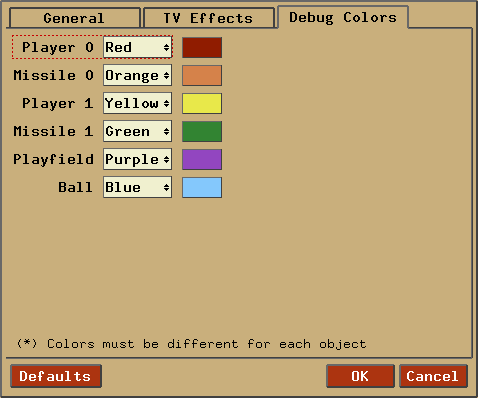 General TV Effects Debug Colors
Player 0 Red
Missile 0 Orange
Player 1 Yellow
Missile 1 Green
Playfield Purple
Ball Blue
(*) Colors must be different for each object
Defaults OK Cancel